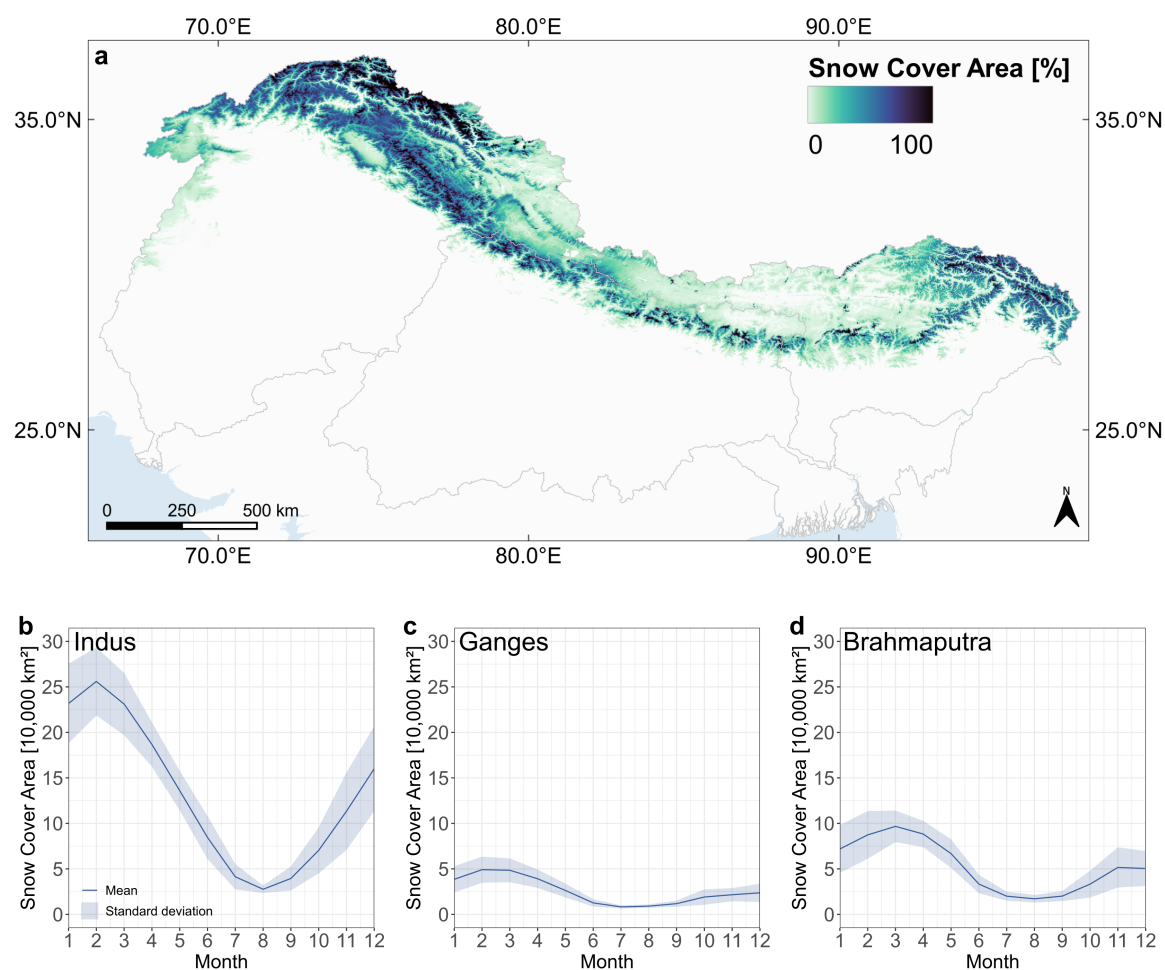 70.0°E 80.0°E 90.0°E
a
Snow Cover Area [%]
0 100
35.0°N 35.0°N
25.0°N 25.0°N
0 250 500 km
N
70.0°E 80.0°E 90.0°E
b Indus
Snow Cover Area [10,000 km²]
30
25
20
15
10
5
0
Mean
Standard deviation
1 2 3 4 5 6 7 8 9 10 11 12
Month
c Ganges
Snow Cover Area [10,000 km²]
30
25
20
15
10
5
0
1 2 3 4 5 6 7 8 9 10 11 12
Month
d Brahmaputra
Snow Cover Area [10,000 km²]
30
25
20
15
10
5
0
1 2 3 4 5 6 7 8 9 10 11 12
Month